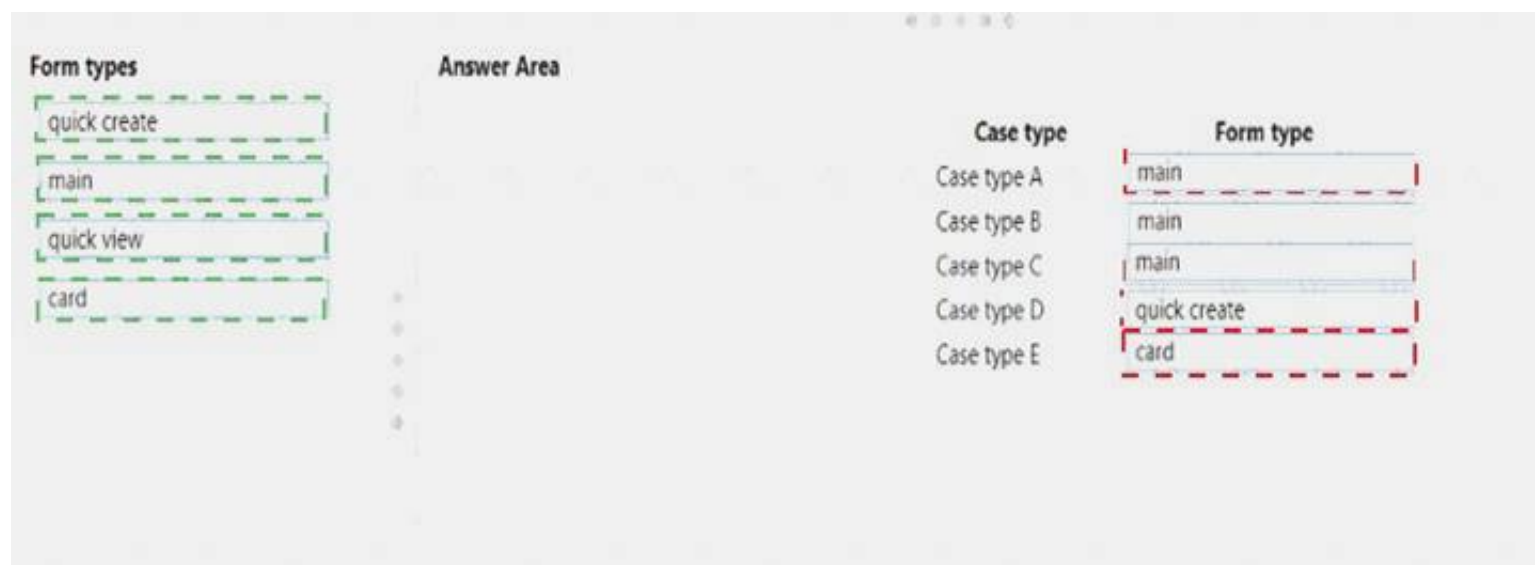 Form types
quick create
main
quick view
card
Answer Area
Case type Form type
Case type A main
Case type B main
Case type C main
Case type D quick create
Case type E card